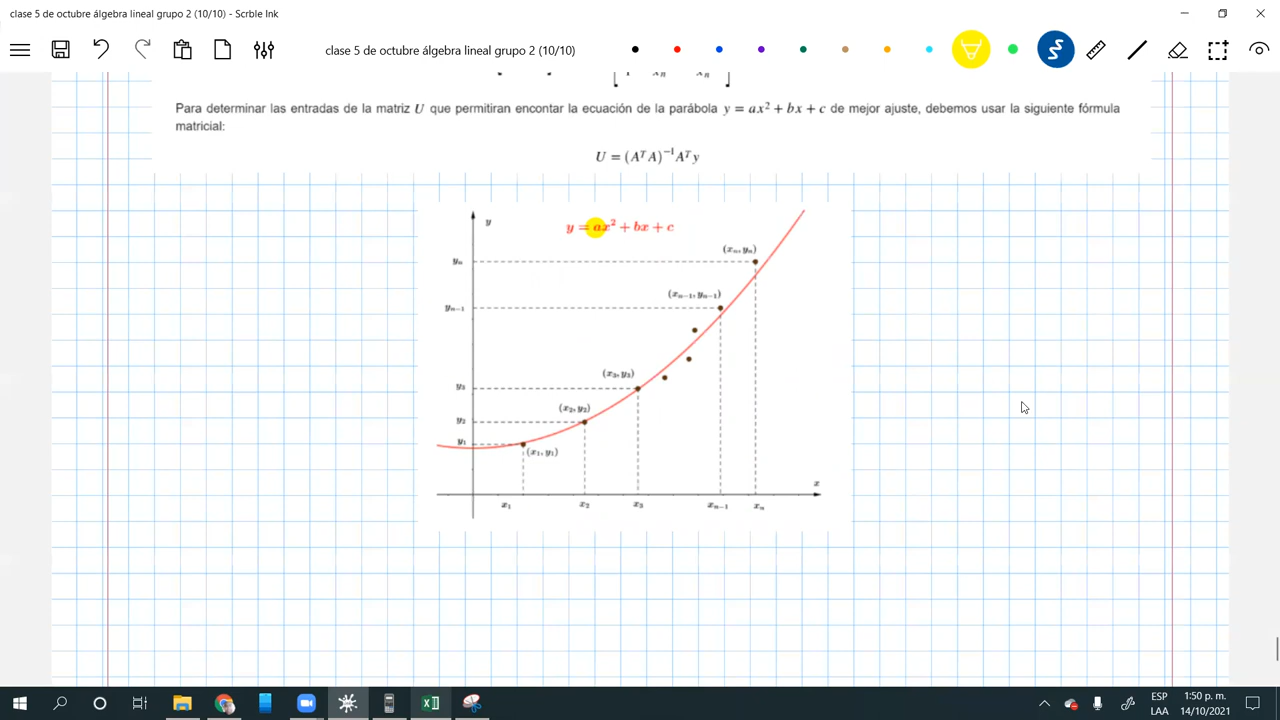 clase 5 de octubre álgebra lineal grupo 2 (10/10) - Scrble Ink
clase 5 de octubre álgebra lineal grupo 2 (10/10)
Para determinar las entradas de la matriz U que permitiran encontar la ecuación de la parábola y = ax² + bx + c de mejor ajuste, debemos usar la siguiente fórmula
matricial:
U = (AᵀA)⁻¹Aᵀy
y
y = ax² + bx + c
(xₙ, yₙ)
yₙ
(xₙ₋₁, yₙ₋₁)
yₙ₋₁
(x₃, y₃)
y₃
(x₂, y₂)
y₂
y₁
(x₁, y₁)
x
x₁ x₂ x₃ xₙ₋₁ xₙ
ESP 1:50 p. m.
LAA 14/10/2021